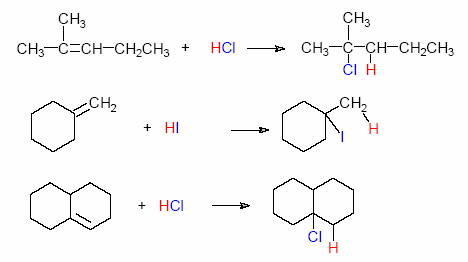 CH3 CH3
CH3-C=CH-CH2CH3 + HCl CH3-C-CH-CH2CH3
Cl H
CH2 + HI CH2
I H
+ HCl
Cl
H